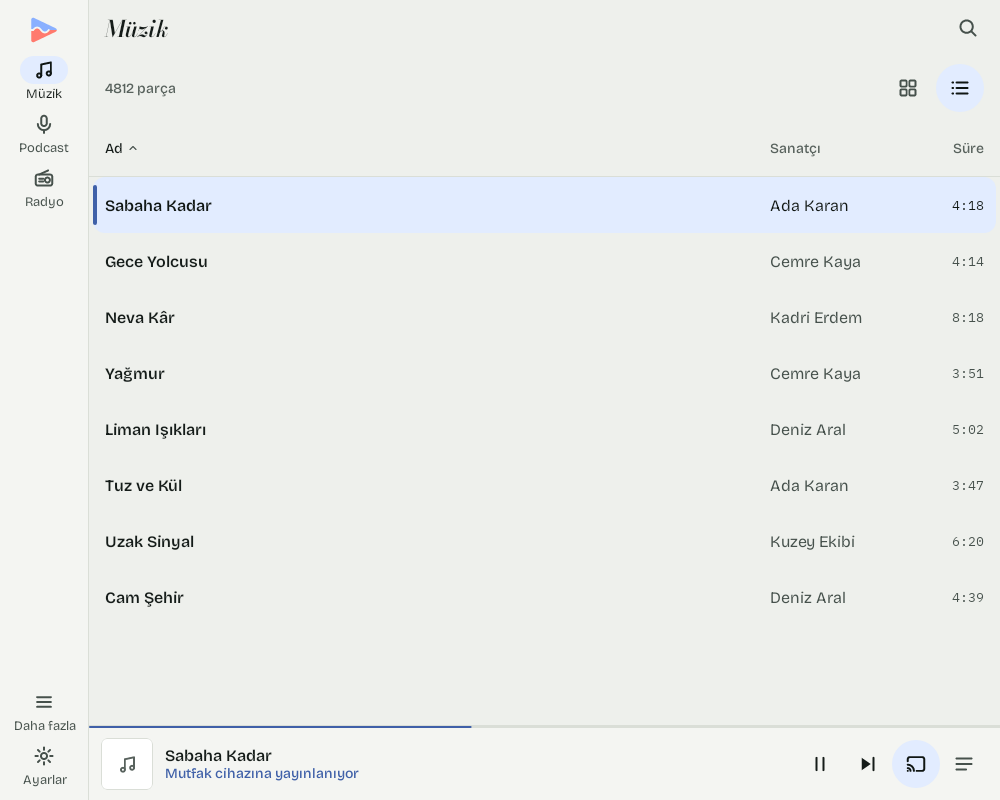 Müzik
Podcast
Radyo
Daha fazla
Ayarlar
Müzik
4812 parça
Ad Sanatçı Süre
Sabaha Kadar Ada Karan 4:18
Gece Yolcusu Cemre Kaya 4:14
Neva Kâr Kadri Erdem 8:18
Yağmur Cemre Kaya 3:51
Liman Işıkları Deniz Aral 5:02
Tuz ve Kül Ada Karan 3:47
Uzak Sinyal Kuzey Ekibi 6:20
Cam Şehir Deniz Aral 4:39
Sabaha Kadar
Mutfak cihazına yayınlanıyor